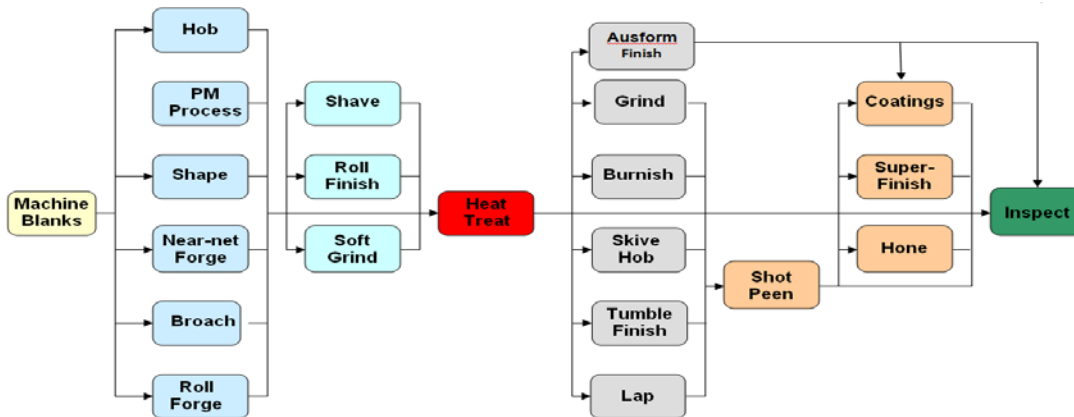 Machine
Blanks
Hob
PM
Process
Shape
Near-net
Forge
Broach
Roll
Forge
Shave
Roll
Finish
Soft
Grind
Heat
Treat
Ausform
Finish
Grind
Burnish
Skive
Hob
Tumble
Finish
Lap
Shot
Peen
Coatings
Super-
Finish
Hone
Inspect